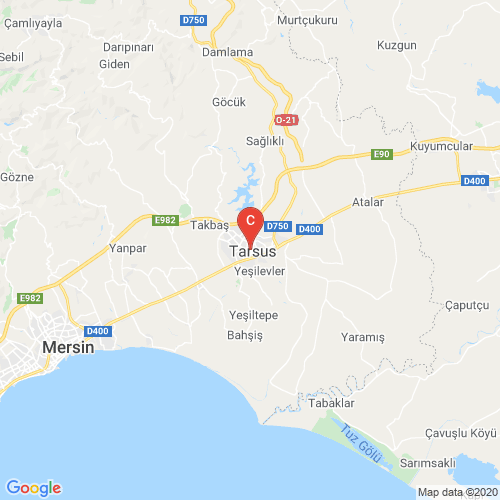 Çamlıyayla
D750
Murtçukuru
Sebil
Darıpınarı
Giden
Damlama
Kuzgun
Göcük
D-21
Sağlıklı
Kuyumcular
E90
D400
Gözne
Atalar
E982
Takbaş
C
D750
D400
Yanpar
Tarsus
Yeşilevler
E982
Çaputçu
Yeşiltepe
D400
Bahşiş
Yaramış
Mersin
Tabaklar
Tuz Gölü
Çavuşlu Köyü
Sarımsaklı
Google
Map data ©2020